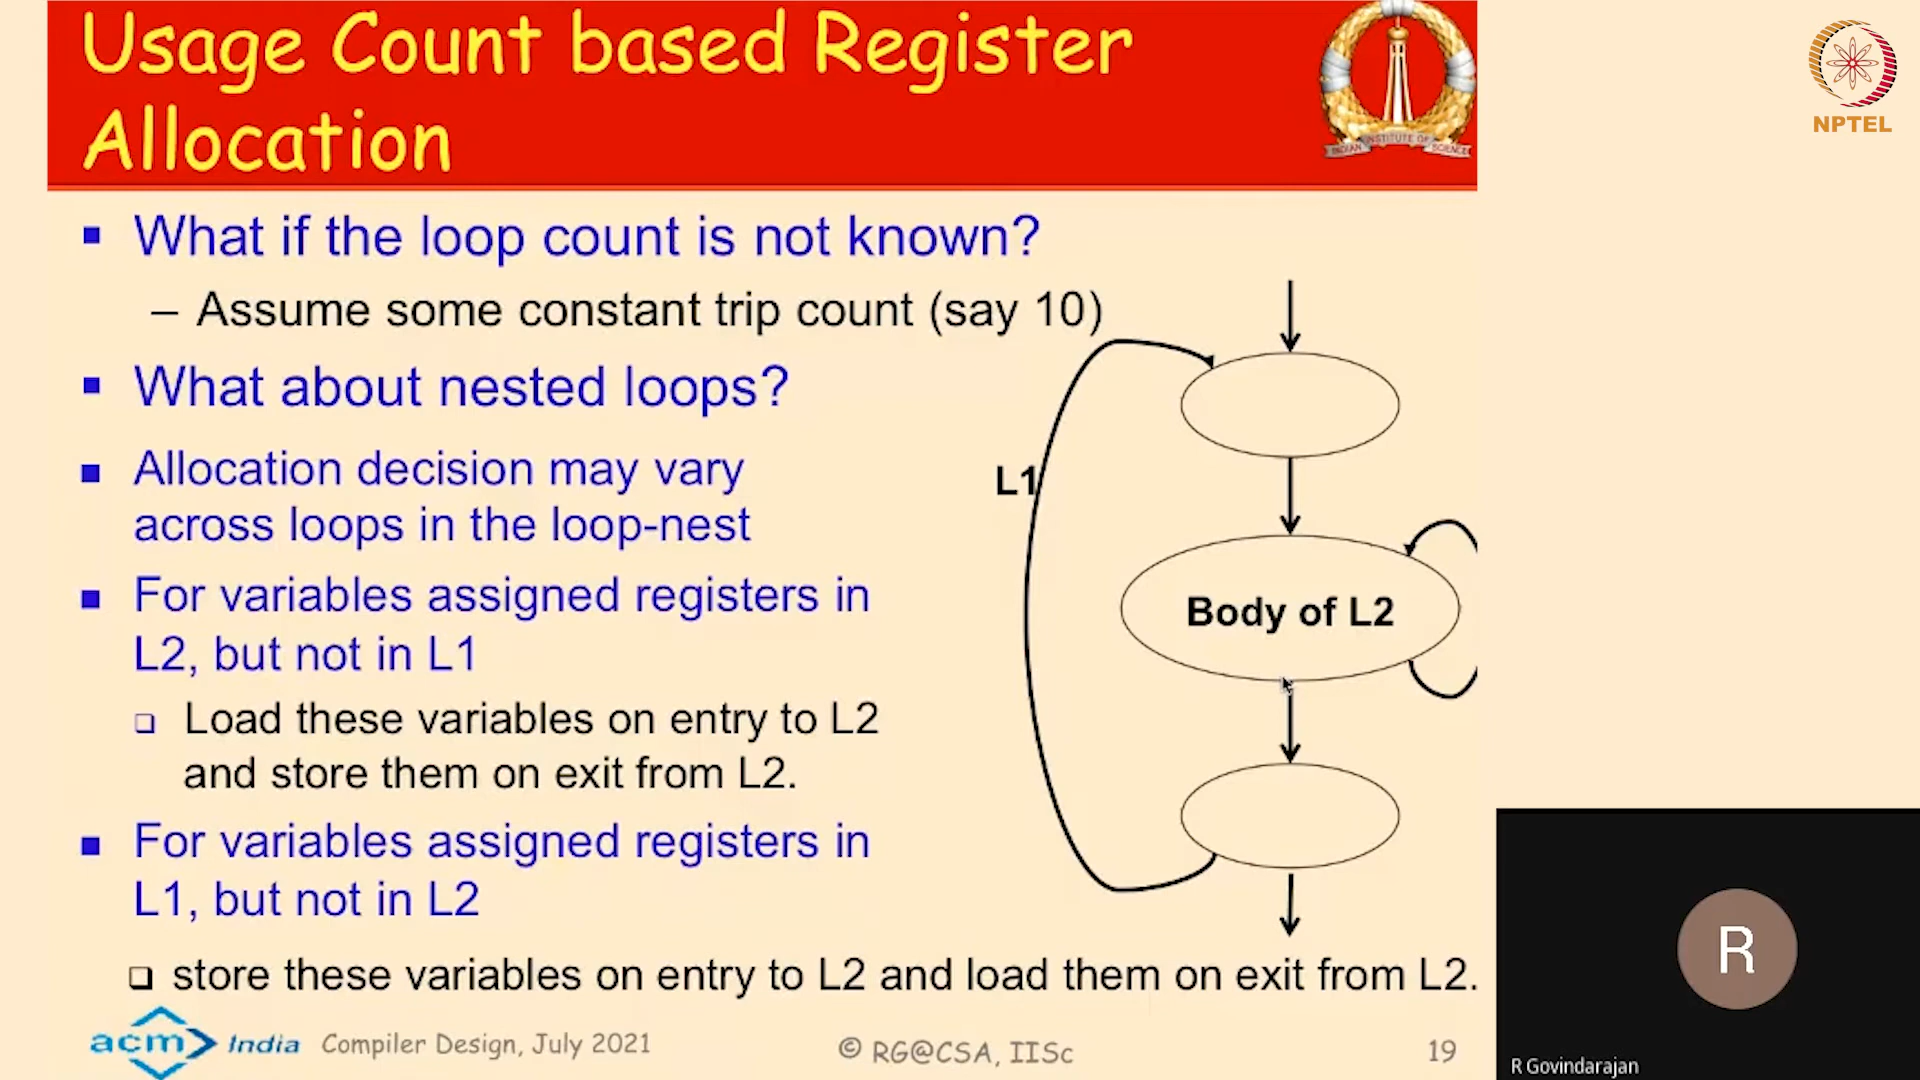 Usage Count based Register
Allocation
INDIAN INSTITUTE OF SCIENCE
NPTEL
▪ What if the loop count is not known?
– Assume some constant trip count (say 10)
▪ What about nested loops?
▪ Allocation decision may vary
across loops in the loop-nest
▪ For variables assigned registers in
L2, but not in L1
❑ Load these variables on entry to L2
and store them on exit from L2.
▪ For variables assigned registers in
L1, but not in L2
❑ store these variables on entry to L2 and load them on exit from L2.
L1
Body of L2
acm India Compiler Design, July 2021
© RG@CSA, IISc
19
R
R Govindarajan